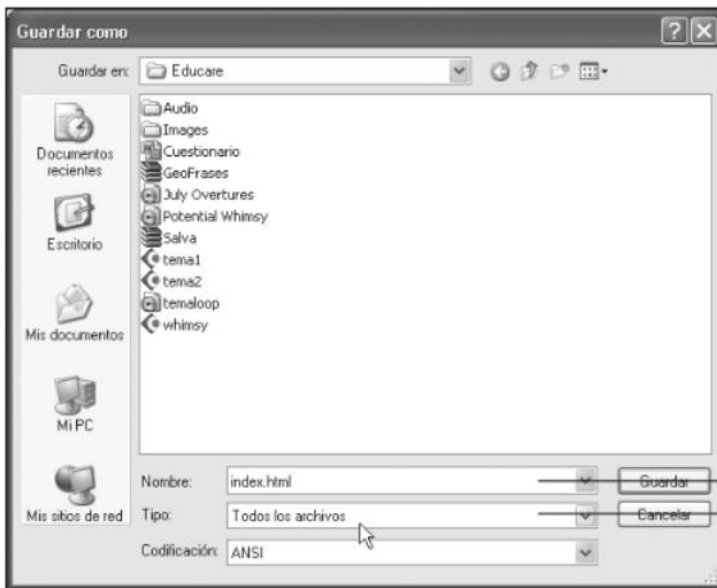 Guardar como
Guardar en: Educare
Documentos recientes
Escritorio
Mis documentos
Mi PC
Mis sitios de red
Audio
Images
Cuestionario
GeoFrases
July Overtures
Potential Whimsy
Salva
tema1
tema2
temaloop
whimsy
Nombre: index.html Guardar
Tipo: Todos los archivos Cancelar
Codificación: ANSI